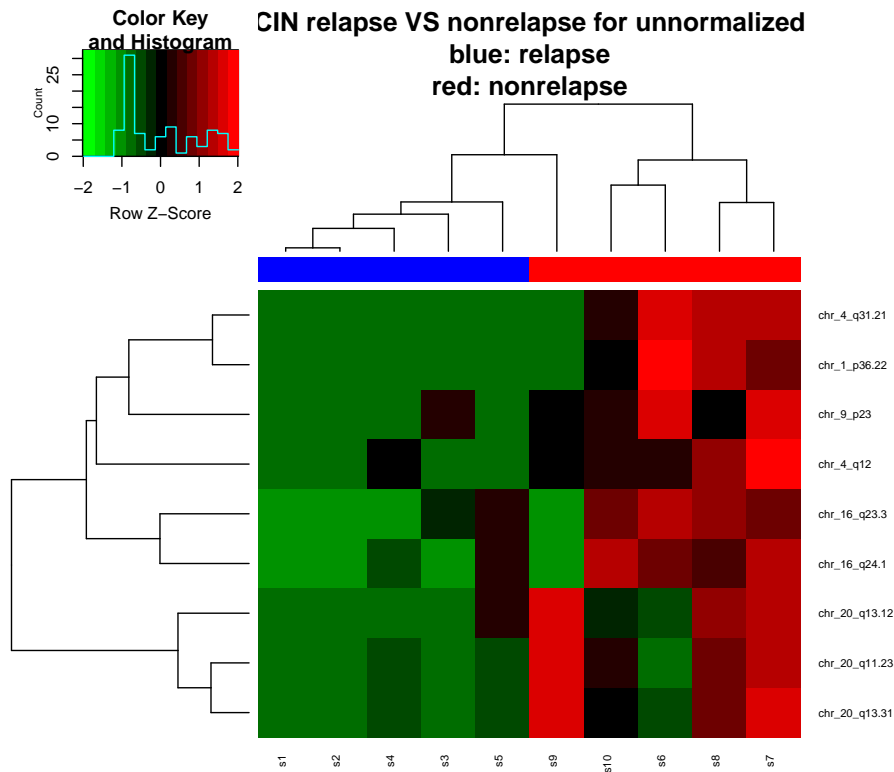 Color Key
and Histogram
CIN relapse VS nonrelapse for unnormalized
blue: relapse
red: nonrelapse
Count
0 10 25
−2 −1 0 1 2
Row Z−Score
chr_4_q31.21
chr_1_p36.22
chr_9_p23
chr_4_q12
chr_16_q23.3
chr_16_q24.1
chr_20_q13.12
chr_20_q11.23
chr_20_q13.31
s1 s2 s4 s3 s5 s9 s10 s6 s8 s7